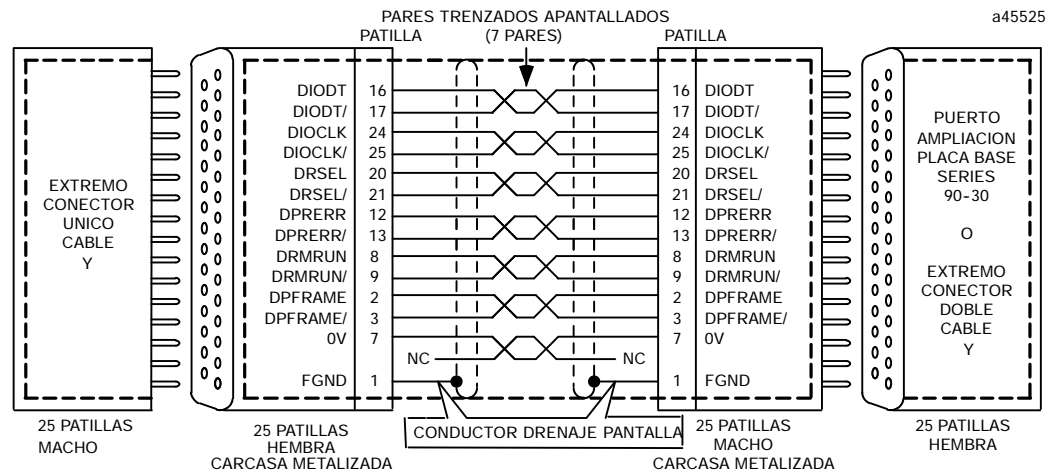 a45525
PARES TRENZADOS APANTALLADOS
(7 PARES)
PATILLA
PATILLA
EXTREMO
CONECTOR
UNICO
CABLE
Y
DIODT 16
DIODT/ 17
DIOCLK 24
DIOCLK/ 25
DRSEL 20
DRSEL/ 21
DPRERR 12
DPRERR/ 13
DRMRUN 8
DRMRUN/ 9
DPFRAME 2
DPFRAME/ 3
0V 7
NC
FGND 1
16 DIODT
17 DIODT/
24 DIOCLK
25 DIOCLK/
20 DRSEL
21 DRSEL/
12 DPRERR
13 DPRERR/
8 DRMRUN
9 DRMRUN/
2 DPFRAME
3 DPFRAME/
7 0V
NC
1 FGND
PUERTO
AMPLIACION
PLACA BASE
SERIES
90-30
O
EXTREMO
CONECTOR
DOBLE
CABLE
Y
CONDUCTOR DRENAJE PANTALLA
25 PATILLAS
MACHO
25 PATILLAS
HEMBRA
CARCASA METALIZADA
25 PATILLAS
MACHO
CARCASA METALIZADA
25 PATILLAS
HEMBRA